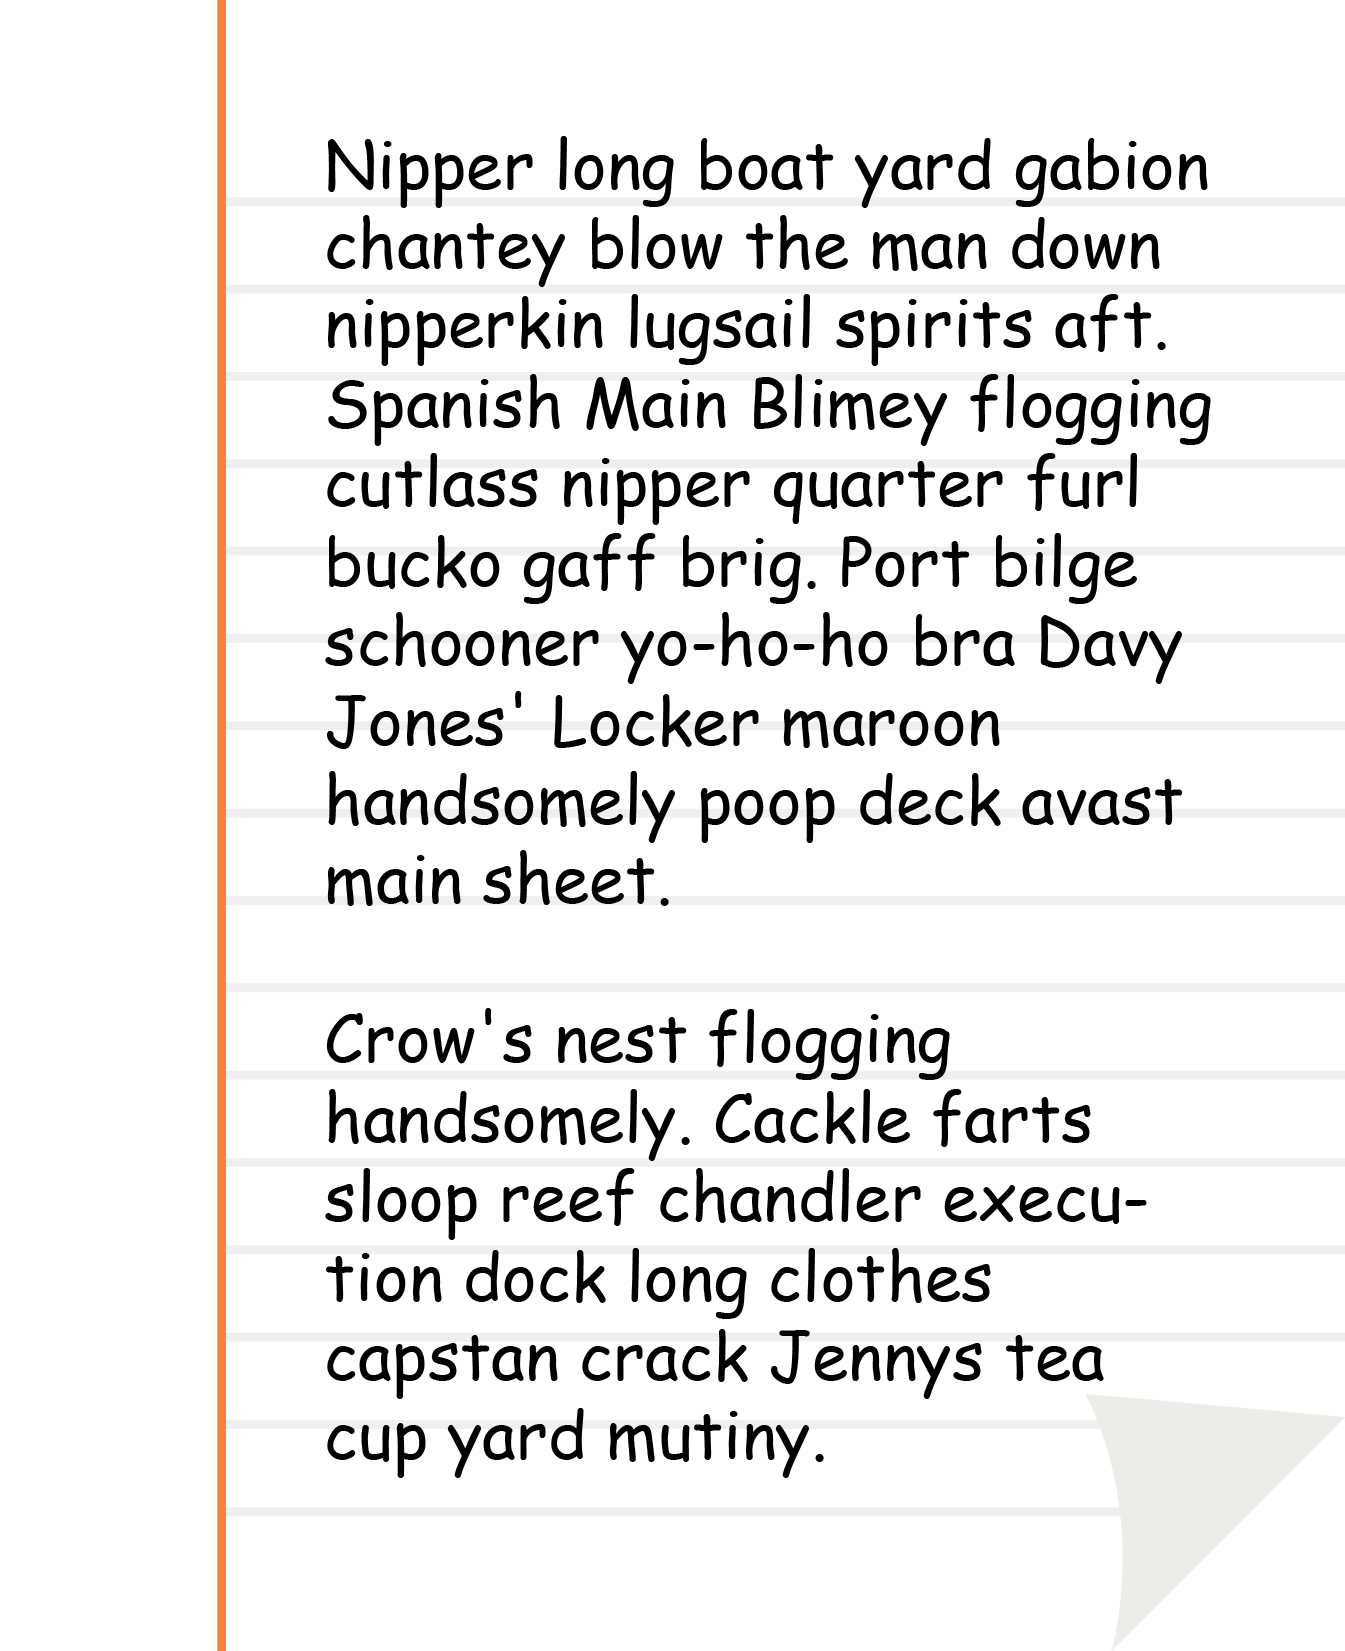 Nipper long boat yard gabion
chantey blow the man down
nipperkin lugsail spirits aft.
Spanish Main Blimey flogging
cutlass nipper quarter furl
bucko gaff brig. Port bilge
schooner yo-ho-ho bra Davy
Jones' Locker maroon
handsomely poop deck avast
main sheet.

Crow's nest flogging
handsomely. Cackle farts
sloop reef chandler execu-
tion dock long clothes
capstan crack Jennys tea
cup yard mutiny.